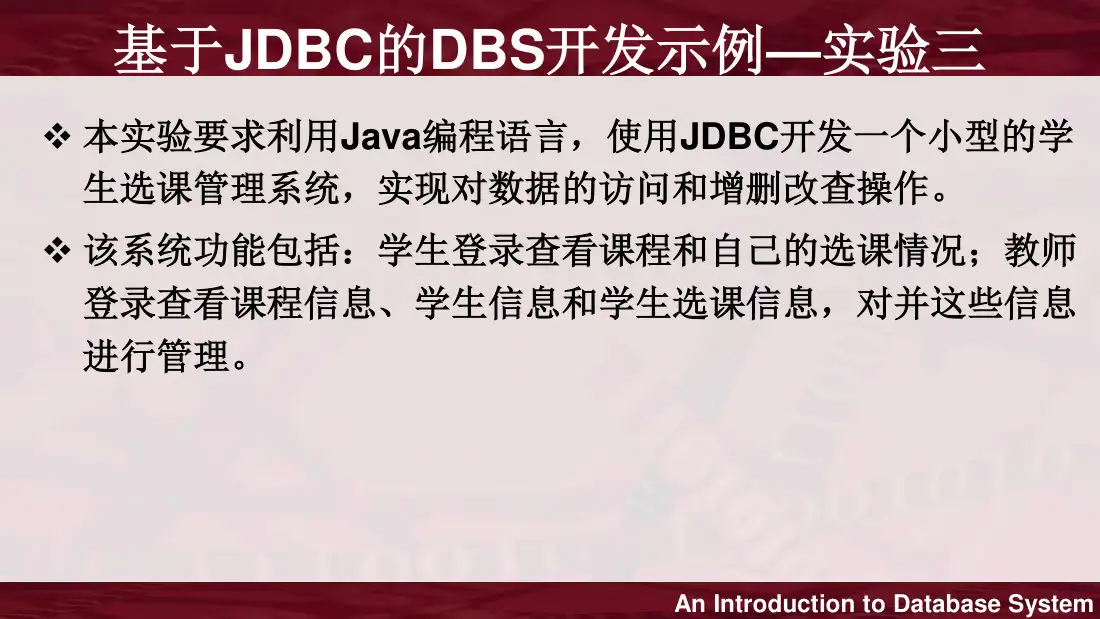 基于JDBC的DBS开发示例—实验三
❖ 本实验要求利用Java编程语言，使用JDBC开发一个小型的学
生选课管理系统，实现对数据的访问和增删改查操作。
❖ 该系统功能包括：学生登录查看课程和自己的选课情况；教师
登录查看课程信息、学生信息和学生选课信息，对并这些信息
进行管理。
An Introduction to Database System